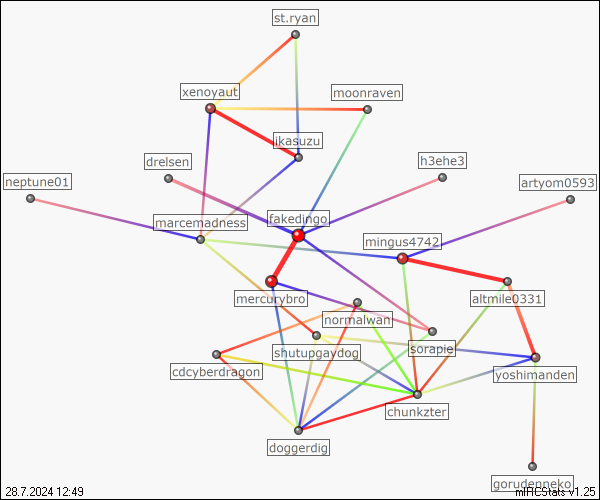 st.ryan
xenoyaut
moonraven
ikasuzu
drelsen
h3ehe3
neptune01
artyom0593
marcemadness
fakedingo
mingus4742
mercurybro
altmile0331
normalwan
shutupgaydog
sorapie
cdcyberdragon
yoshimanden
chunkzter
doggerdig
gorudenneko
28.7.2024 12:49
mIRCStats v1.25